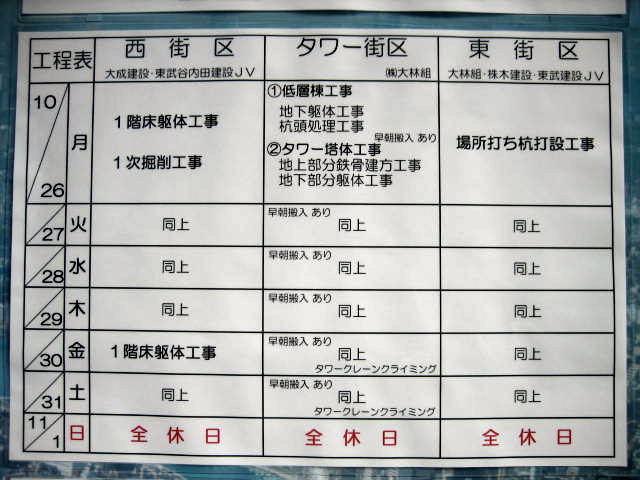 工程表
西 街 区
大成建設・東武谷内田建設JV
タワー街区
㈱大林組
東 街 区
大林組・株木建設・東武建設JV
10
26
月
1階床躯体工事
1次掘削工事
①低層棟工事
地下躯体工事
杭頭処理工事
早朝搬入 あり
②タワー塔体工事
地上部分鉄骨建方工事
地下部分躯体工事
場所打ち杭打設工事
27
火
同上
早朝搬入 あり
同上
同上
28
水
同上
早朝搬入 あり
同上
同上
29
木
同上
早朝搬入 あり
同上
同上
30
金
1階床躯体工事
早朝搬入 あり
同上
タワークレーンクライミング
同上
31
土
同上
早朝搬入 あり
同上
タワークレーンクライミング
同上
11
1
日
全 休 日
全 休 日
全 休 日